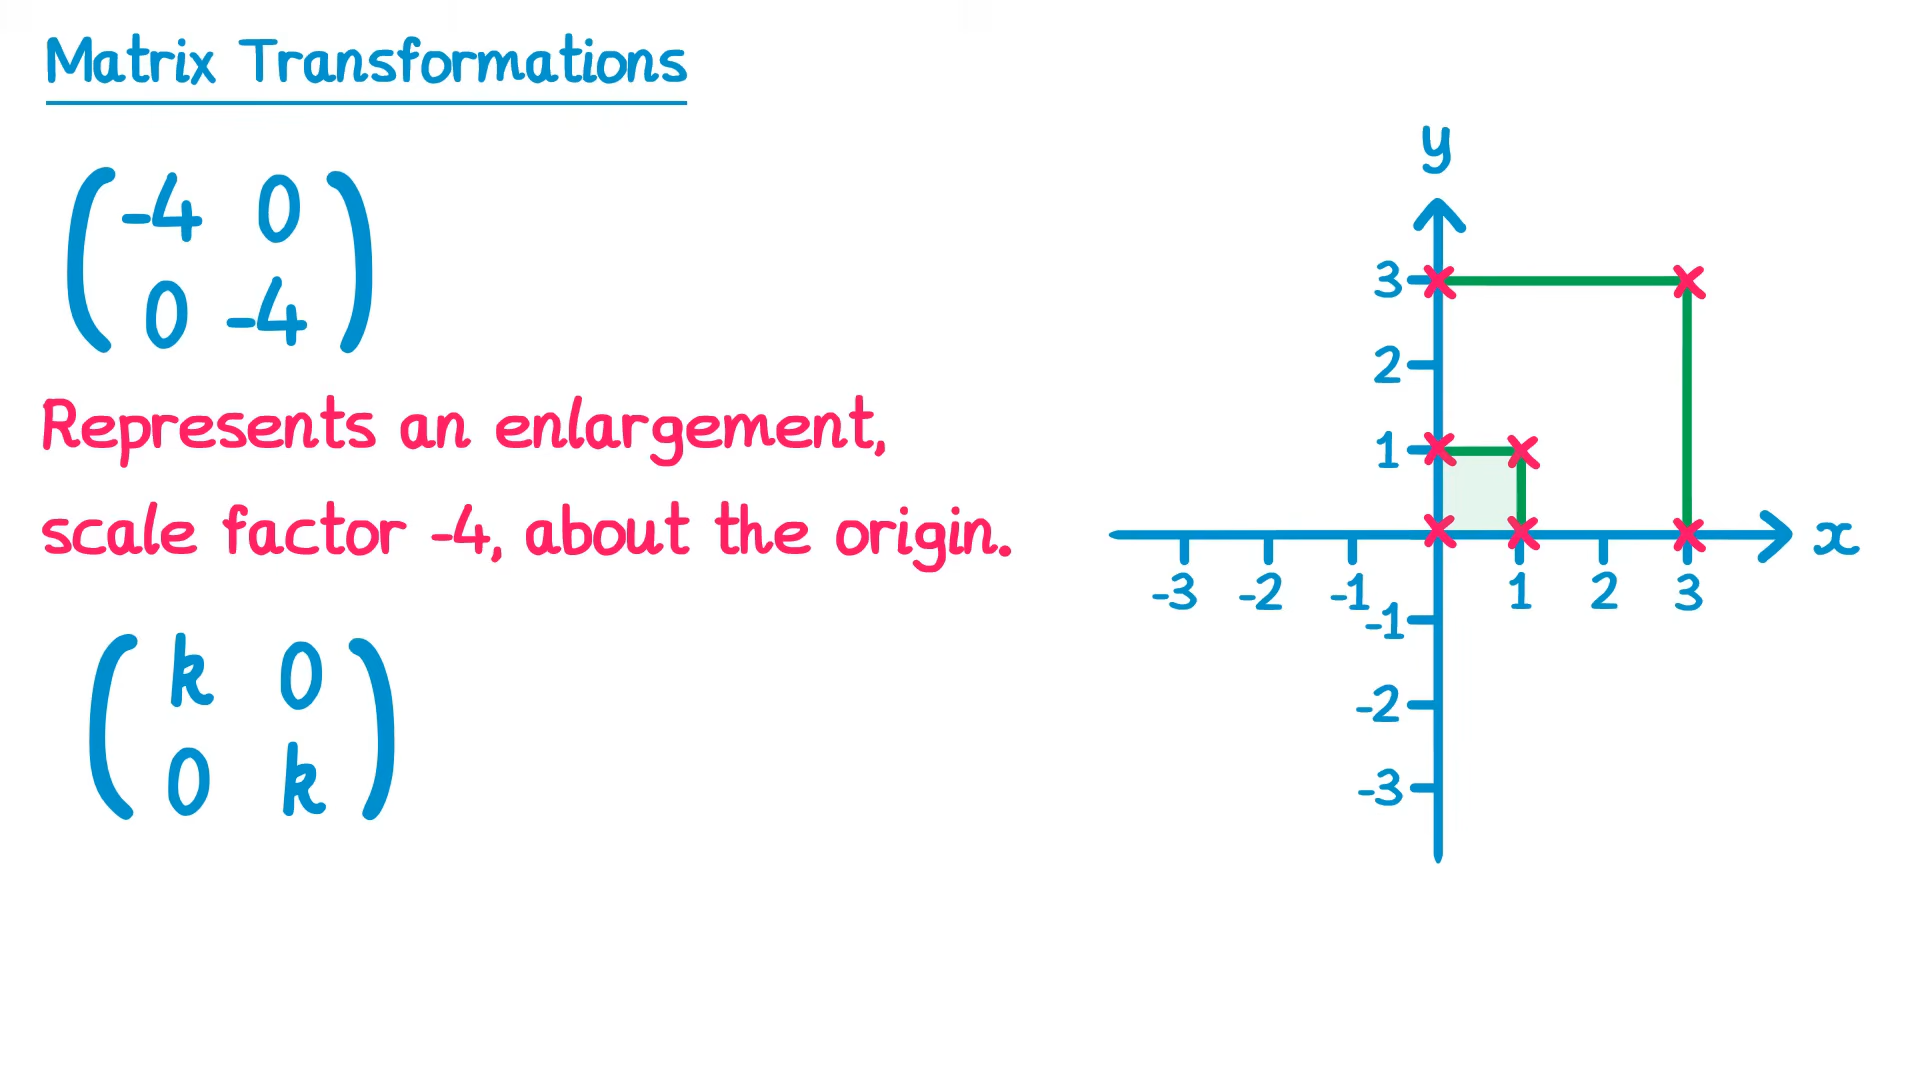 Matrix Transformations
-4 0
0 -4
Represents an enlargement,
scale factor -4, about the origin.
k 0
0 k
y
3
2
1
x
-3 -2 -1 1 2 3
-1
-2
-3